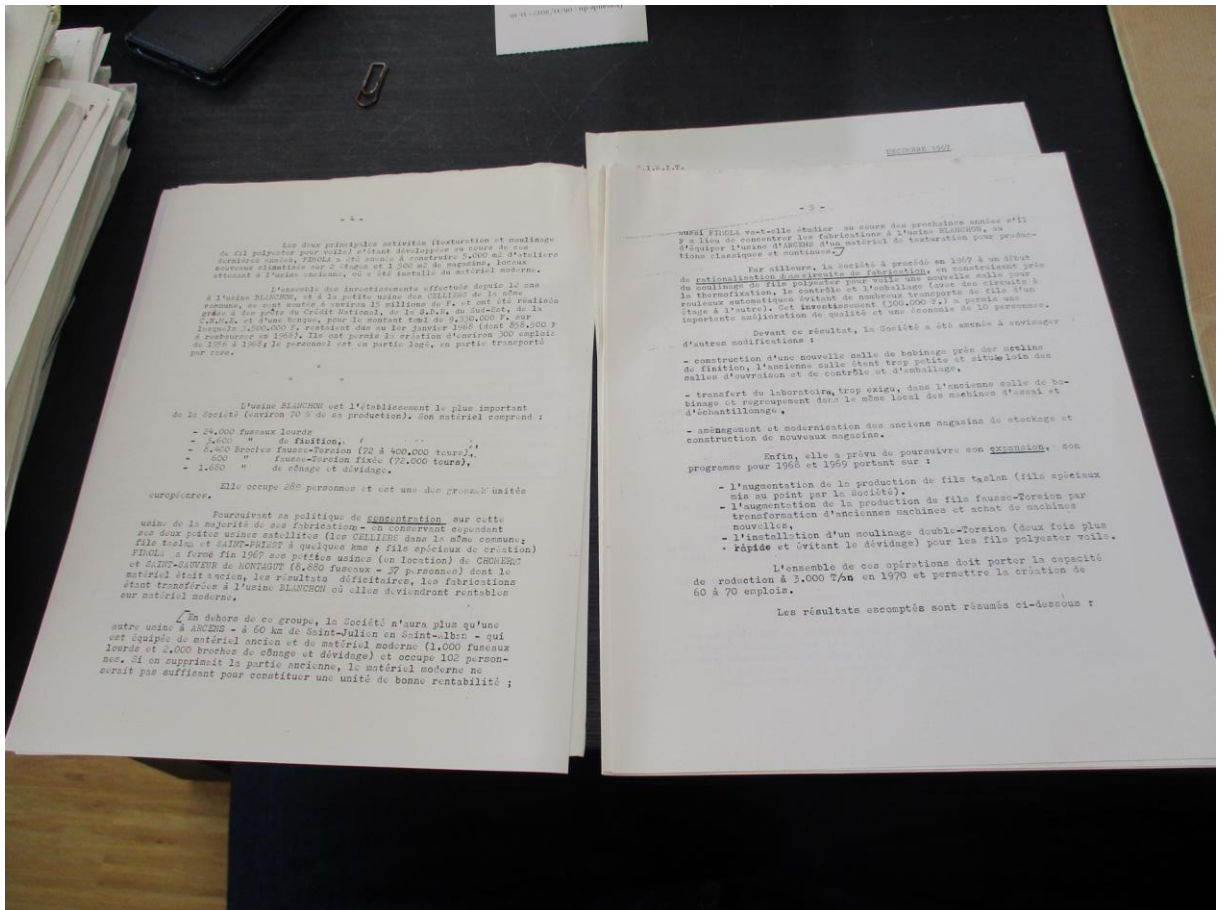 - 4 -
Les deux principales activités (texturation et moulinage
de fil polyester pour voile) s'étant développées au cours de ces
dernières années, FIROLA a été amenée à construire 5.000 m2 d'ateliers
nouveaux climatisés sur 2 étages et 1 500 m2 de magasins, locaux
attenant à l'usine ancienne, où a été installé du matériel moderne.
L'ensemble des investissements effectués depuis 12 ans
à l'usine BLANCHON, et à la petite usine des CELLIERS de la même
commune, se sont montés à environ 15 millions de F. et ont été réalisés
grâce à des prêts du Crédit National, de la S.D.R. du Sud-Est, de la
C.N.M.E. et d'une banque, pour le montant total de 9.330.000 F. sur
lesquels 3.500.000 F. restaient dus au 1er janvier 1968 (dont 858.500 F
à rembourser en 1968). Ils ont permis la création d'environ 300 emplois
de 1956 à 1968; le personnel est en partie logé, en partie transporté
par cars.
*
* *
L'usine BLANCHON est l'établissement le plus important
de la Société (environ 70 % de sa production). Son matériel comprend :
- 24.000 fuseaux lourds
- 3.600 " de finition,
- 8.400 Broches fausse-Torsion (72 à 400.000 tours),
- 600 " fausse-Torsion fixée (72.000 tours),
- 1.680 " de cônage et dévidage.
Elle occupe 289 personnes et est une des grandes unités
européennes.
Poursuivant sa politique de concentration sur cette
usine de la majorité de ses fabrication - en conservant cependant
ses deux petites usines satellites (les CELLIERS dans la même commune;
fils taslan et SAINT-PRIEST à quelques kms ; fils spéciaux de création)
FIROLA a fermé fin 1967 ses petites usines (en location) de CHOMERAC
et SAINT-SAUVEUR de MONTAGUT (8.880 fuseaux - 37 personnes) dont le
matériel était ancien, les résultats déficitaires, les fabrications
étant transférées à l'usine BLANCHON où elles deviendront rentables
sur matériel moderne.
[En dehors de ce groupe, la Société n'aura plus qu'une
autre usine à ARCENS - à 60 km de Saint-Julien en Saint-Alban - qui
est équipée de matériel ancien et de matériel moderne (1.000 fuseaux
lourds et 2.000 broches de cônage et dévidage) et occupe 102 person-
nes. Si on supprimait la partie ancienne, le matériel moderne ne
serait pas suffisant pour constituer une unité de bonne rentabilité ;
DECEMBRE 1967
- 5 -
aussi FIROLA va-t-elle étudier au cours des prochaines années s'il
y a lieu de concentrer les fabrications à l'usine BLANCHON, ou
d'équiper l'usine d'ARCENS d'un matériel de texturation pour produc-
tions classiques et continues.]
Par ailleurs, la Société à procédé en 1967 à un début
de rationalisation des circuits de fabrication, en construisant près
du moulinage de fil polyester pour voile une nouvelle salle pour
la thermofixation, le contrôle et l'emballage (avec des circuits à
rouleaux automatiques évitant de nombreux transports de fils d'un
étage à l'autre). Cet investissement (300.000 F.) a permis une
importante amélioration de qualité et une économie de 10 personnes.
Devant ce résultat, la Société a été amenée à envisager
d'autres modifications :
- construction d'une nouvelle salle de bobinage près des moulins
de finition, l'ancienne salle étant trop petite et située loin des
salles d'ouvraison et de contrôle et d'emballage,
- transfert du laboratoire, trop exigu, dans l'ancienne salle de bo-
binage et regroupement dans le même local des machines d'essai et
d'échantillonage,
- aménagement et modernisation des anciens magasins de stockage et
construction de nouveaux magasins.
Enfin, elle a prévu de poursuivre son expansion, son
programme pour 1968 et 1969 portant sur :
- l'augmentation de la production de fils taslan (fils spéciaux
mis au point par la Société).
- l'augmentation de la production de fils fausse-Torsion par
transformation d'anciennes machines et achat de machines
nouvelles,
- l'installation d'un moulinage double-Torsion (deux fois plus
rapide et évitant le dévidage) pour les fils polyester voile.
L'ensemble de ces opérations doit porter la capacité
de roduction à 3.000 T/an en 1970 et permettre la création de
60 à 70 emplois.
Les résultats escomptés sont résumés ci-dessous :